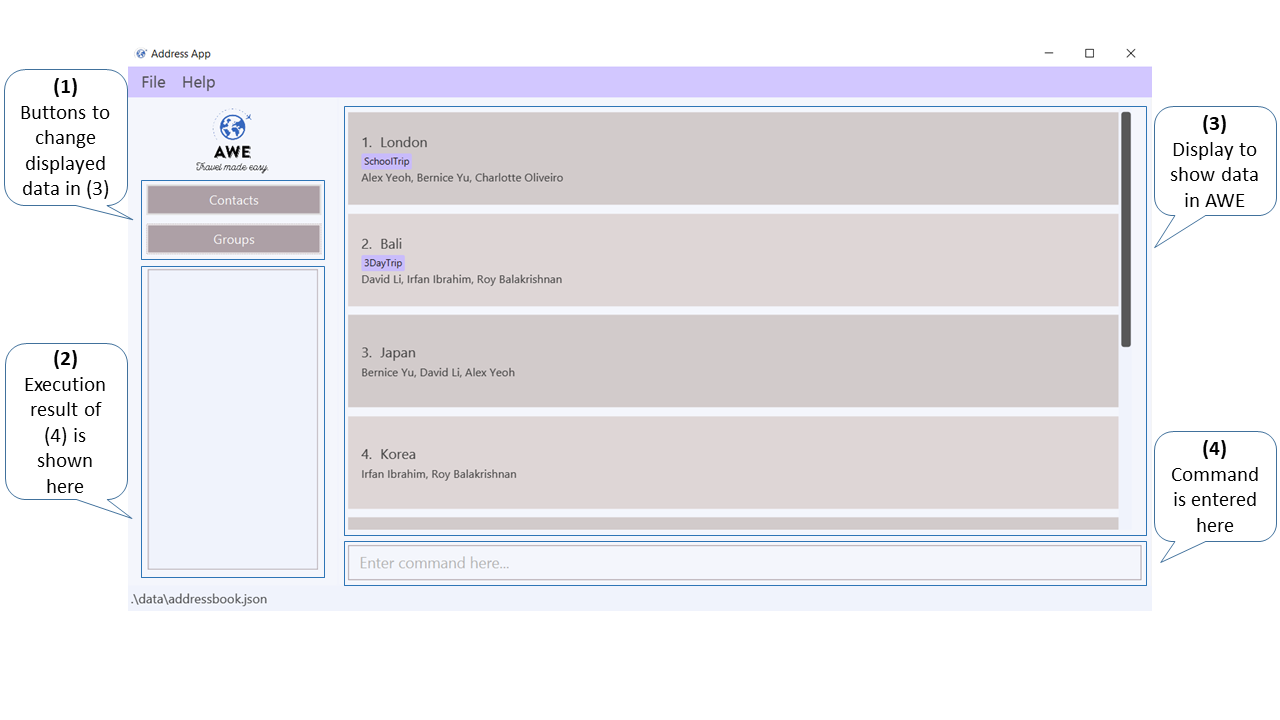 Address App
File Help
(1)
Buttons to
change
displayed
data in (3)
AWE
Travel made easy.
Contacts
Groups
(2)
Execution
result of
(4) is
shown
here
1. London
SchoolTrip
Alex Yeoh, Bernice Yu, Charlotte Oliveiro
2. Bali
3DayTrip
David Li, Irfan Ibrahim, Roy Balakrishnan
3. Japan
Bernice Yu, David Li, Alex Yeoh
4. Korea
Irfan Ibrahim, Roy Balakrishnan
(3)
Display to
show data
in AWE
(4)
Command
is entered
here
Enter command here...
.\data\addressbook.json